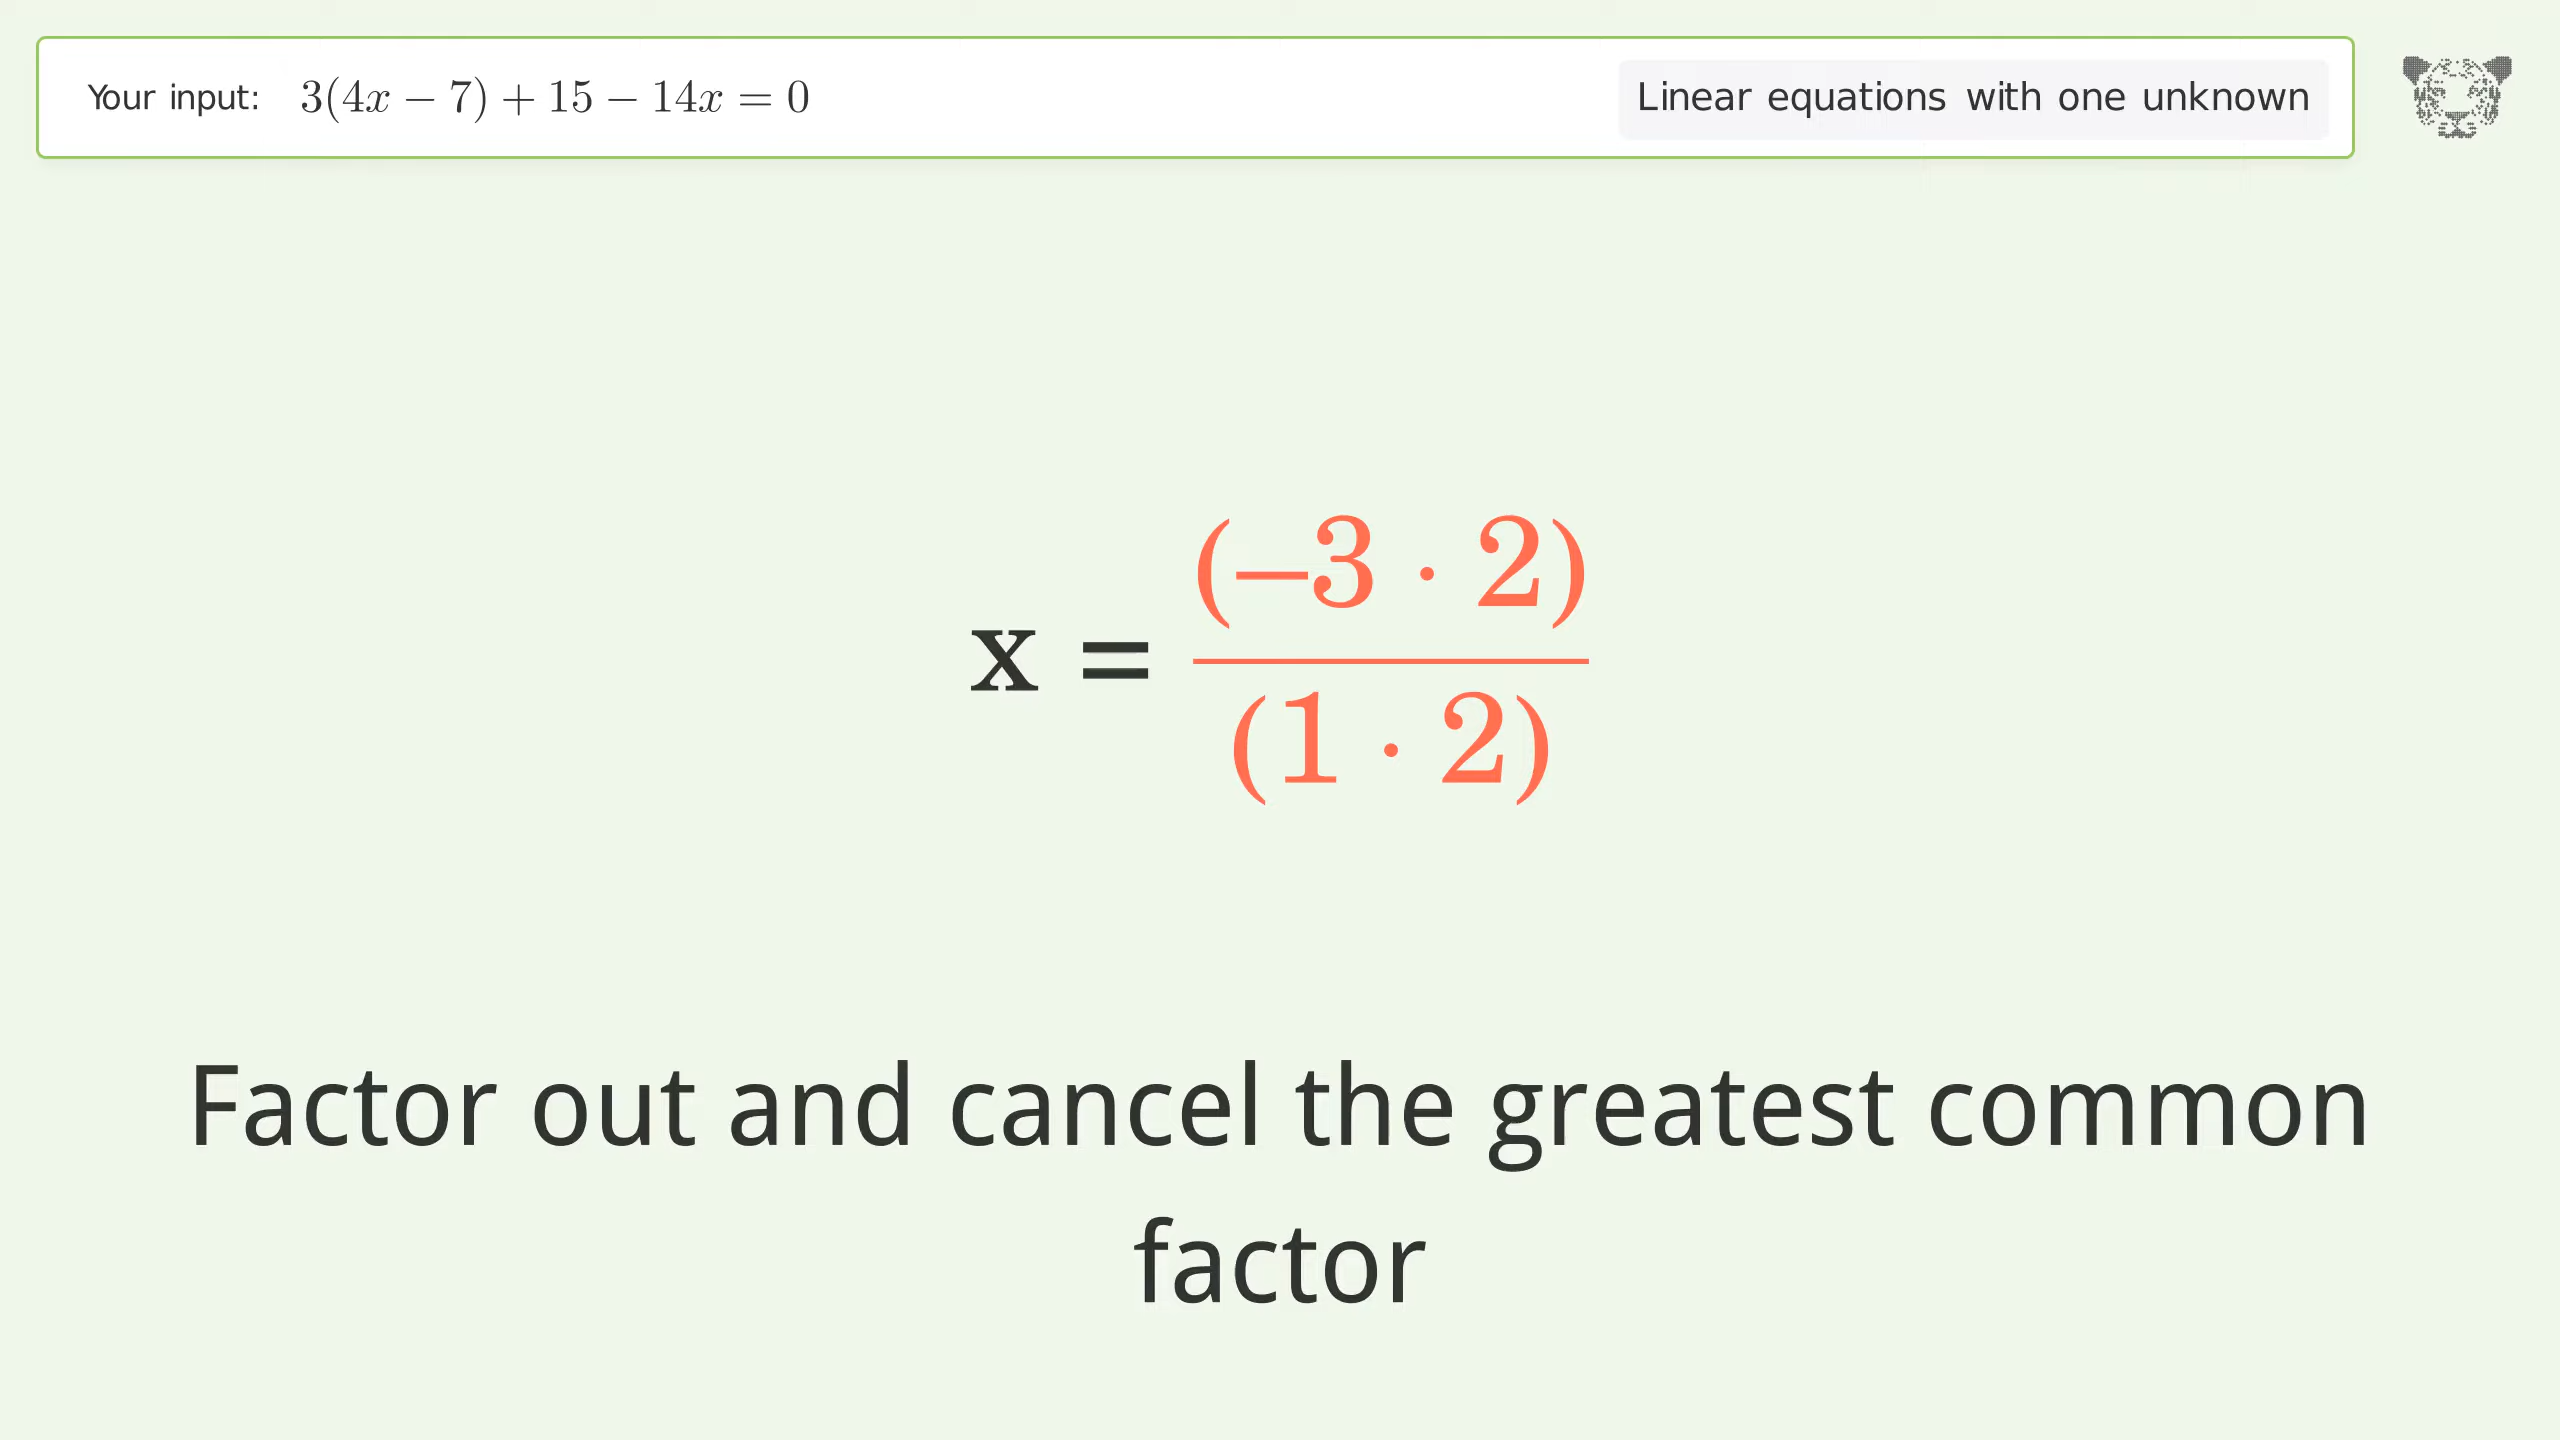 Your input: 3(4x − 7) + 15 − 14x = 0
Linear equations with one unknown
x = (−3 · 2) / (1 · 2)
Factor out and cancel the greatest common
factor